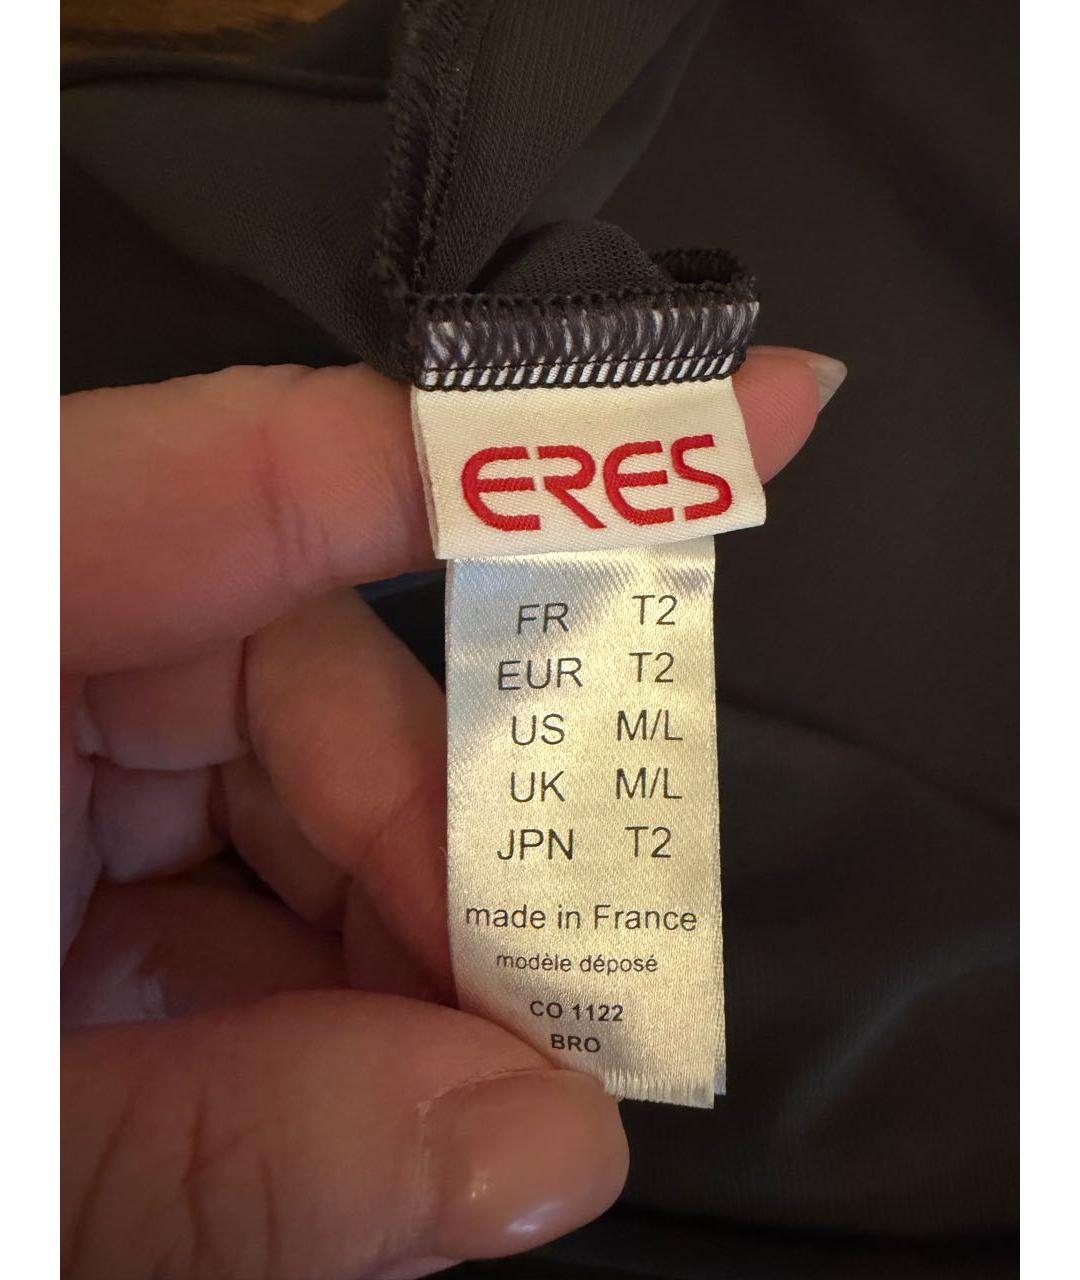 ERES
FR T2
EUR T2
US M/L
UK M/L
JPN T2
made in France
modèle déposé
CO 1122
BRO